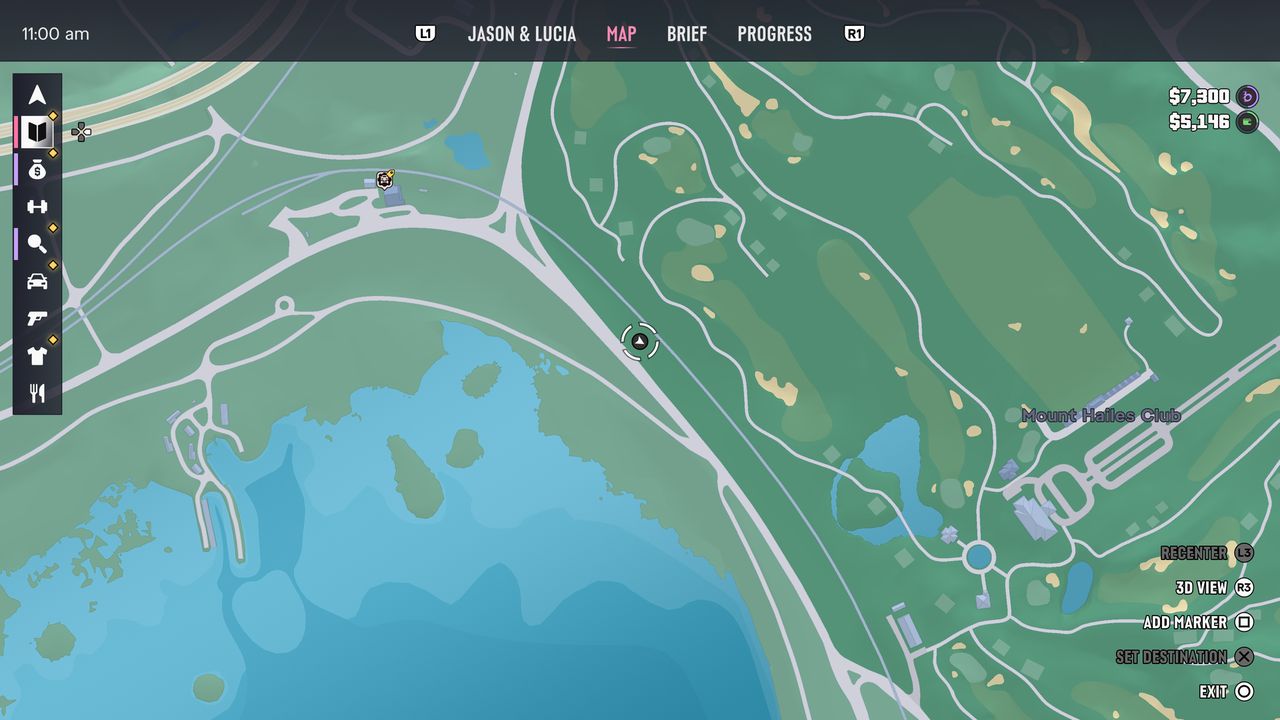 11:00 am
L1 JASON & LUCIA MAP BRIEF PROGRESS R1
$7,300
$5,146
Mount Hailes Club
RECENTER L3
3D VIEW R3
ADD MARKER
SET DESTINATION
EXIT